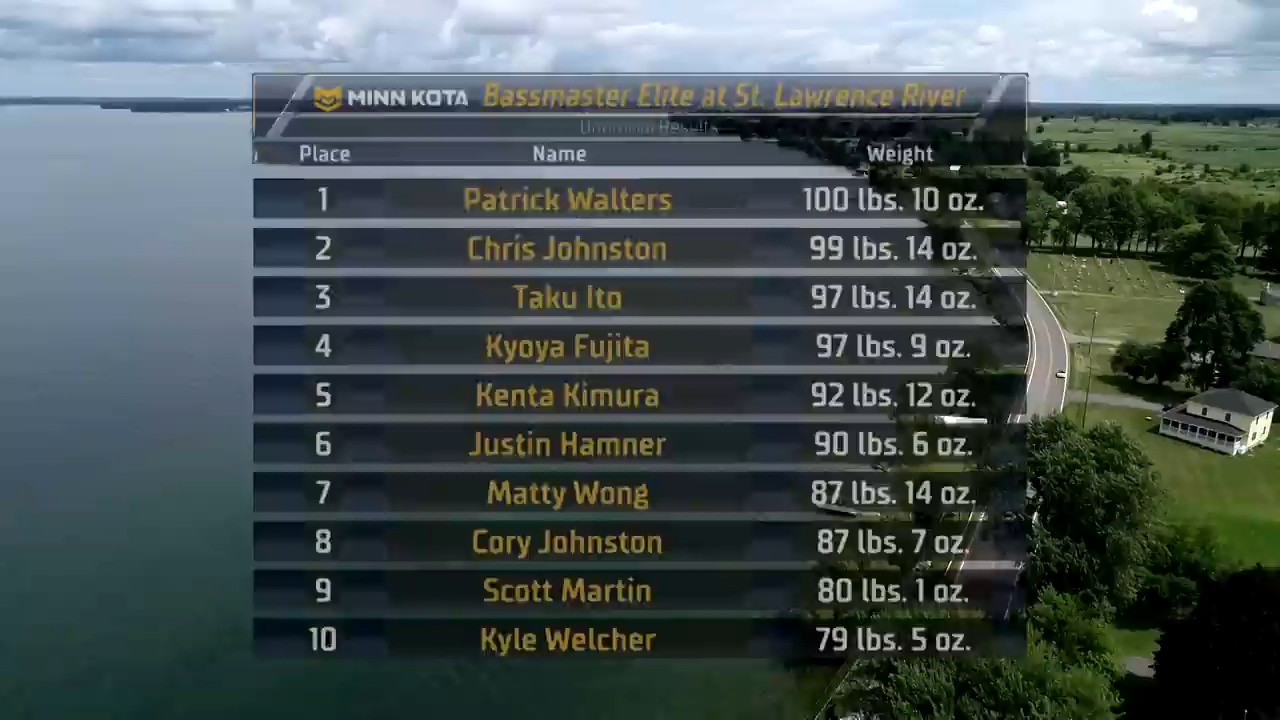 MINN KOTA Bassmaster Elite at St. Lawrence River
Unofficial Results
Place Name Weight
1 Patrick Walters 100 lbs. 10 oz.
2 Chris Johnston 99 lbs. 14 oz.
3 Taku Ito 97 lbs. 14 oz.
4 Kyoya Fujita 97 lbs. 9 oz.
5 Kenta Kimura 92 lbs. 12 oz.
6 Justin Hamner 90 lbs. 6 oz.
7 Matty Wong 87 lbs. 14 oz.
8 Cory Johnston 87 lbs. 7 oz.
9 Scott Martin 80 lbs. 1 oz.
10 Kyle Welcher 79 lbs. 5 oz.